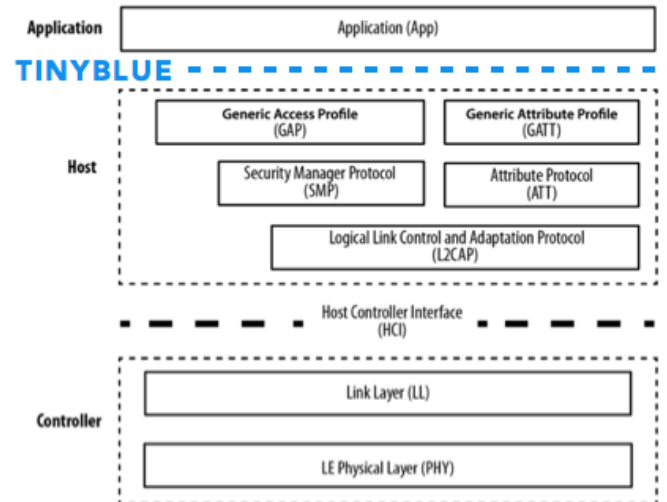 Application
Application (App)
TINYBLUE
Generic Access Profile
(GAP)
Generic Attribute Profile
(GATT)
Host
Security Manager Protocol
(SMP)
Attribute Protocol
(ATT)
Logical Link Control and Adaptation Protocol
(L2CAP)
Host Controller Interface
(HCI)
Link Layer (LL)
Controller
LE Physical Layer (PHY)